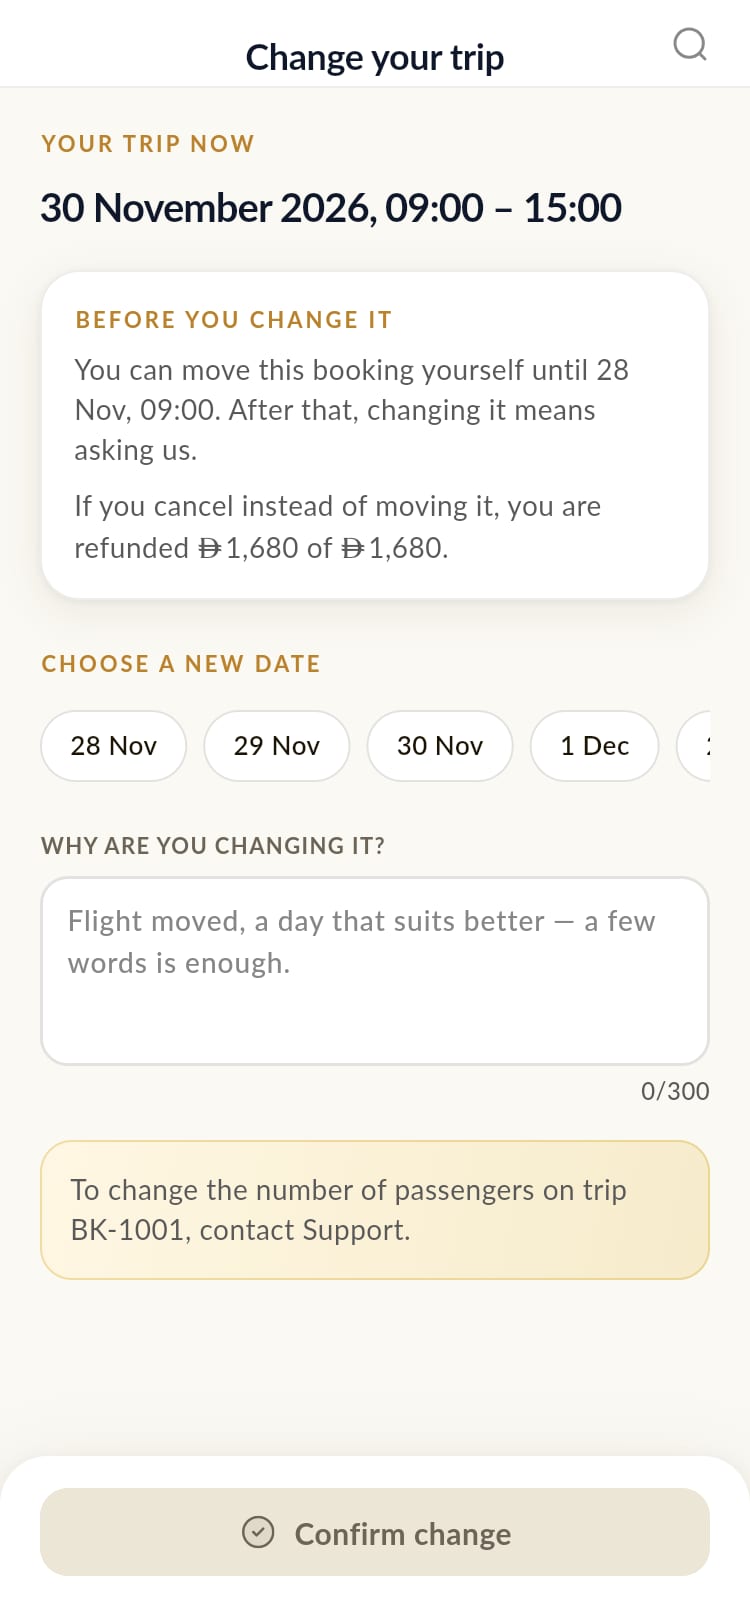 Change your trip
YOUR TRIP NOW
30 November 2026, 09:00 – 15:00
BEFORE YOU CHANGE IT
You can move this booking yourself until 28
Nov, 09:00. After that, changing it means
asking us.
If you cancel instead of moving it, you are
refunded 1,680 of 1,680.
CHOOSE A NEW DATE
28 Nov 29 Nov 30 Nov 1 Dec
WHY ARE YOU CHANGING IT?
Flight moved, a day that suits better — a few
words is enough.
0/300
To change the number of passengers on trip
BK-1001, contact Support.
Confirm change